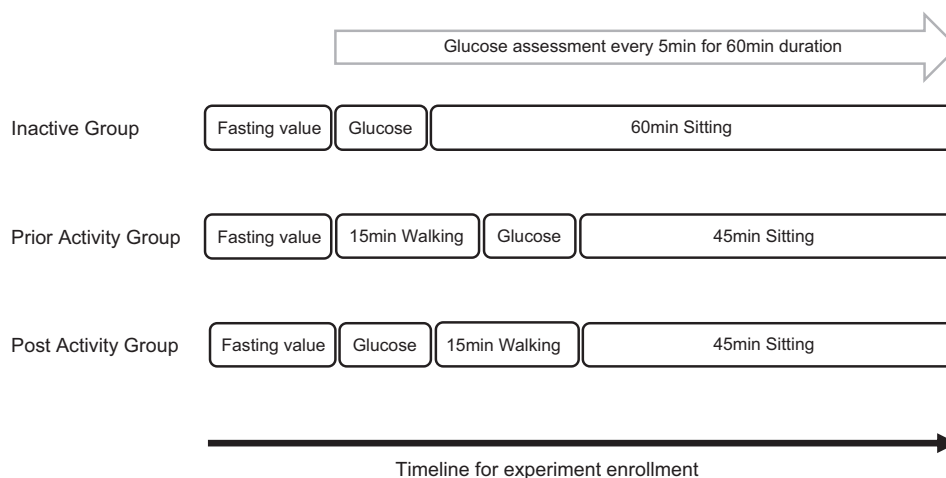 Glucose assessment every 5min for 60min duration
Inactive Group
Fasting value
Glucose
60min Sitting
Prior Activity Group
Fasting value
15min Walking
Glucose
45min Sitting
Post Activity Group
Fasting value
Glucose
15min Walking
45min Sitting
Timeline for experiment enrollment